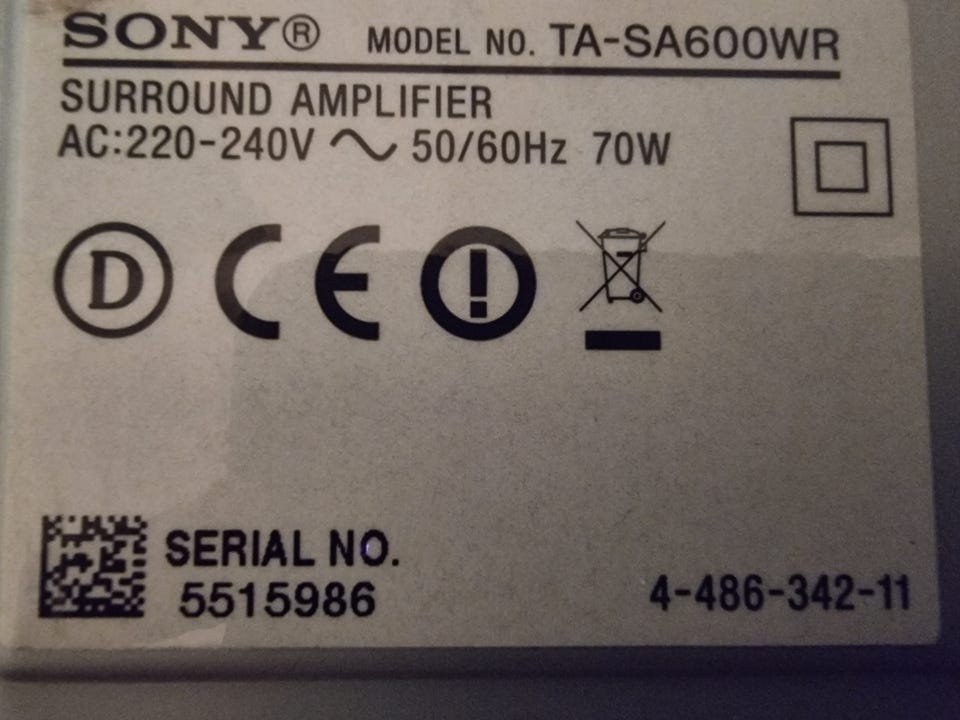 SONY® MODEL NO. TA-SA600WR
SURROUND AMPLIFIER
AC:220-240V ~ 50/60Hz 70W
D CE !
SERIAL NO.
5515986
4-486-342-11